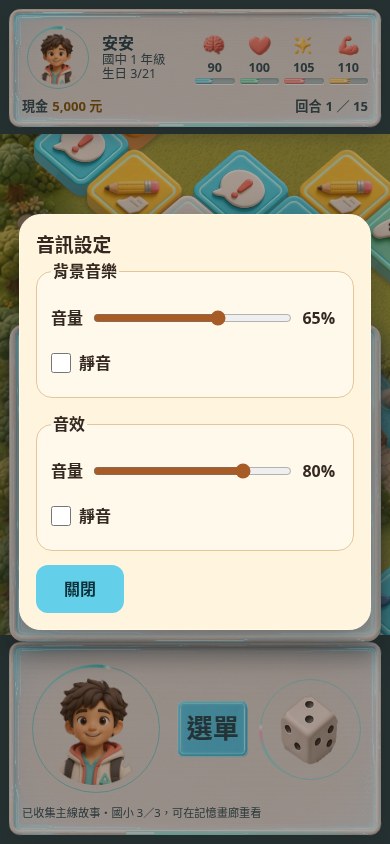 安安
國中 1 年級
生日 3/21
90 100 105 110
現金 5,000 元
回合 1 ／ 15
音訊設定
背景音樂
音量 65%
靜音
音效
音量 80%
靜音
關閉
選單
已收集主線故事・國小 3／3，可在記憶畫廊重看